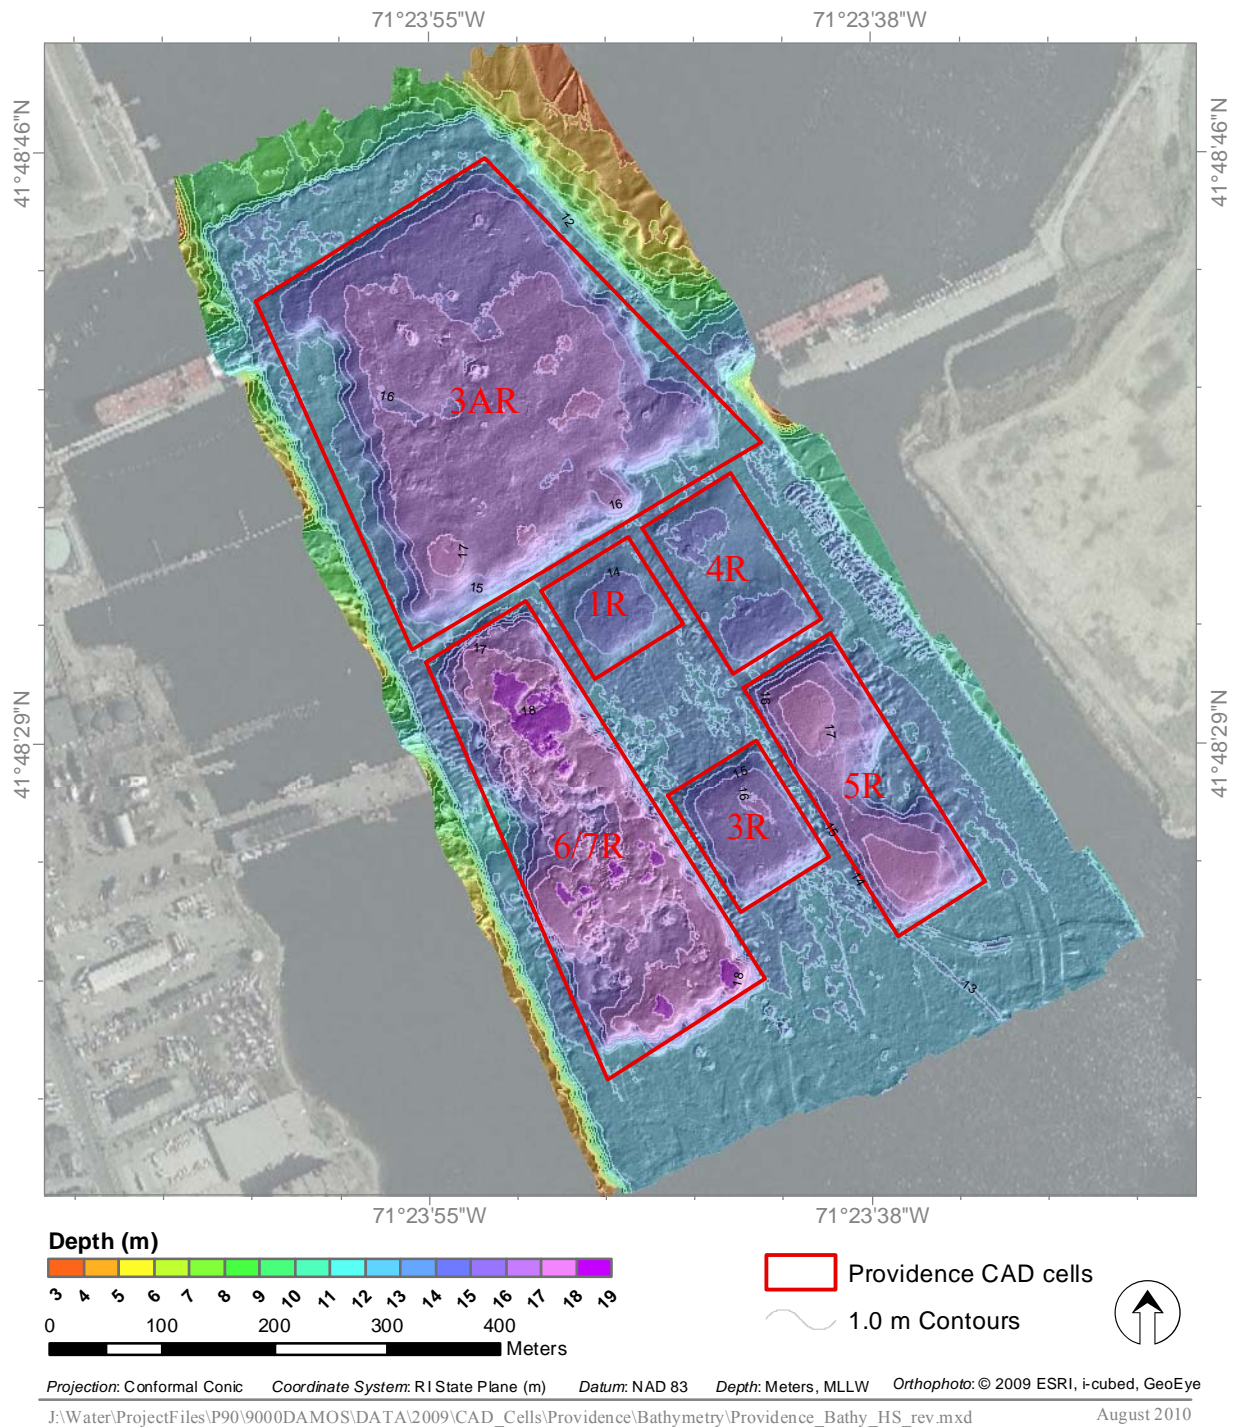 71°23'55"W 71°23'38"W
41°48'46"N 41°48'46"N
12
16
3AR
16
17
15
14
4R
1R
17
18
16
17
41°48'29"N 41°48'29"N
15
16
5R
3R
15
6/7R
14
18
13
71°23'55"W 71°23'38"W
Depth (m)
3 4 5 6 7 8 9 10 11 12 13 14 15 16 17 18 19
0 100 200 300 400
Meters
Providence CAD cells
1.0 m Contours
Projection: Conformal Conic Coordinate System: RI State Plane (m) Datum: NAD 83 Depth: Meters, MLLW Orthophoto: © 2009 ESRI, i-cubed, GeoEye
J:\Water\ProjectFiles\P90\9000DAMOS\DATA\2009\CAD_Cells\Providence\Bathymetry\Providence_Bathy_HS_rev.mxd August 2010